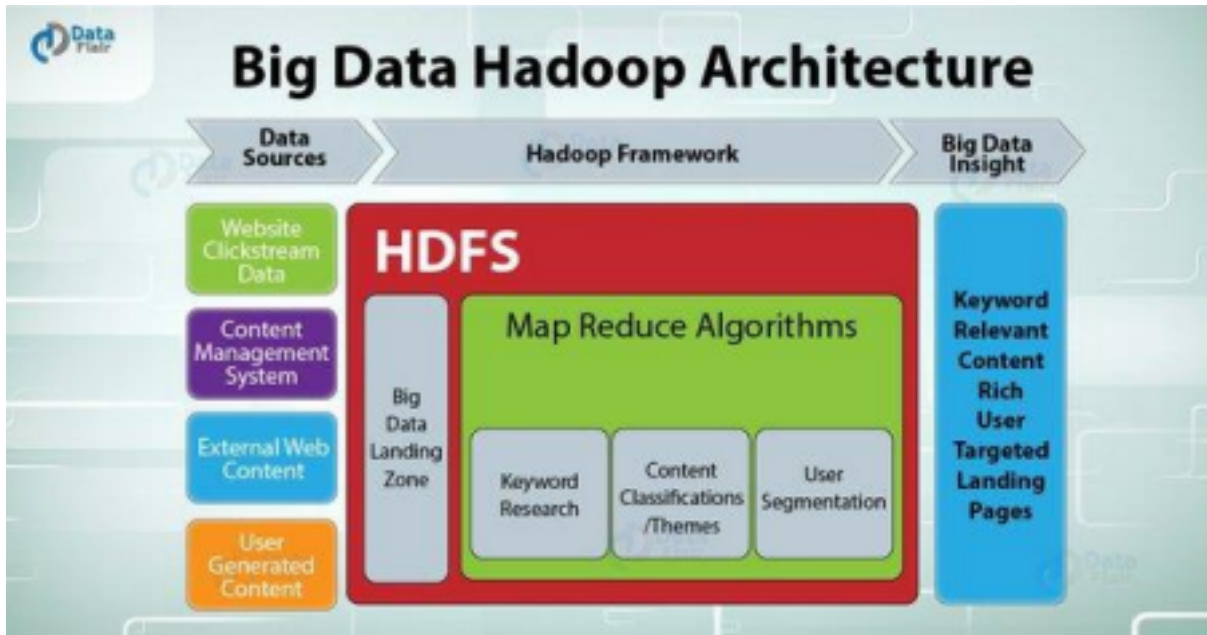 Data
Flair
Big Data Hadoop Architecture
Data
Sources
Hadoop Framework
Big Data
Insight
Website
Clickstream
Data
Content
Management
System
External Web
Content
User
Generated
Content
HDFS
Big
Data
Landing
Zone
Map Reduce Algorithms
Keyword
Research
Content
Classifications
/Themes
User
Segmentation
Keyword
Relevant
Content
Rich
User
Targeted
Landing
Pages